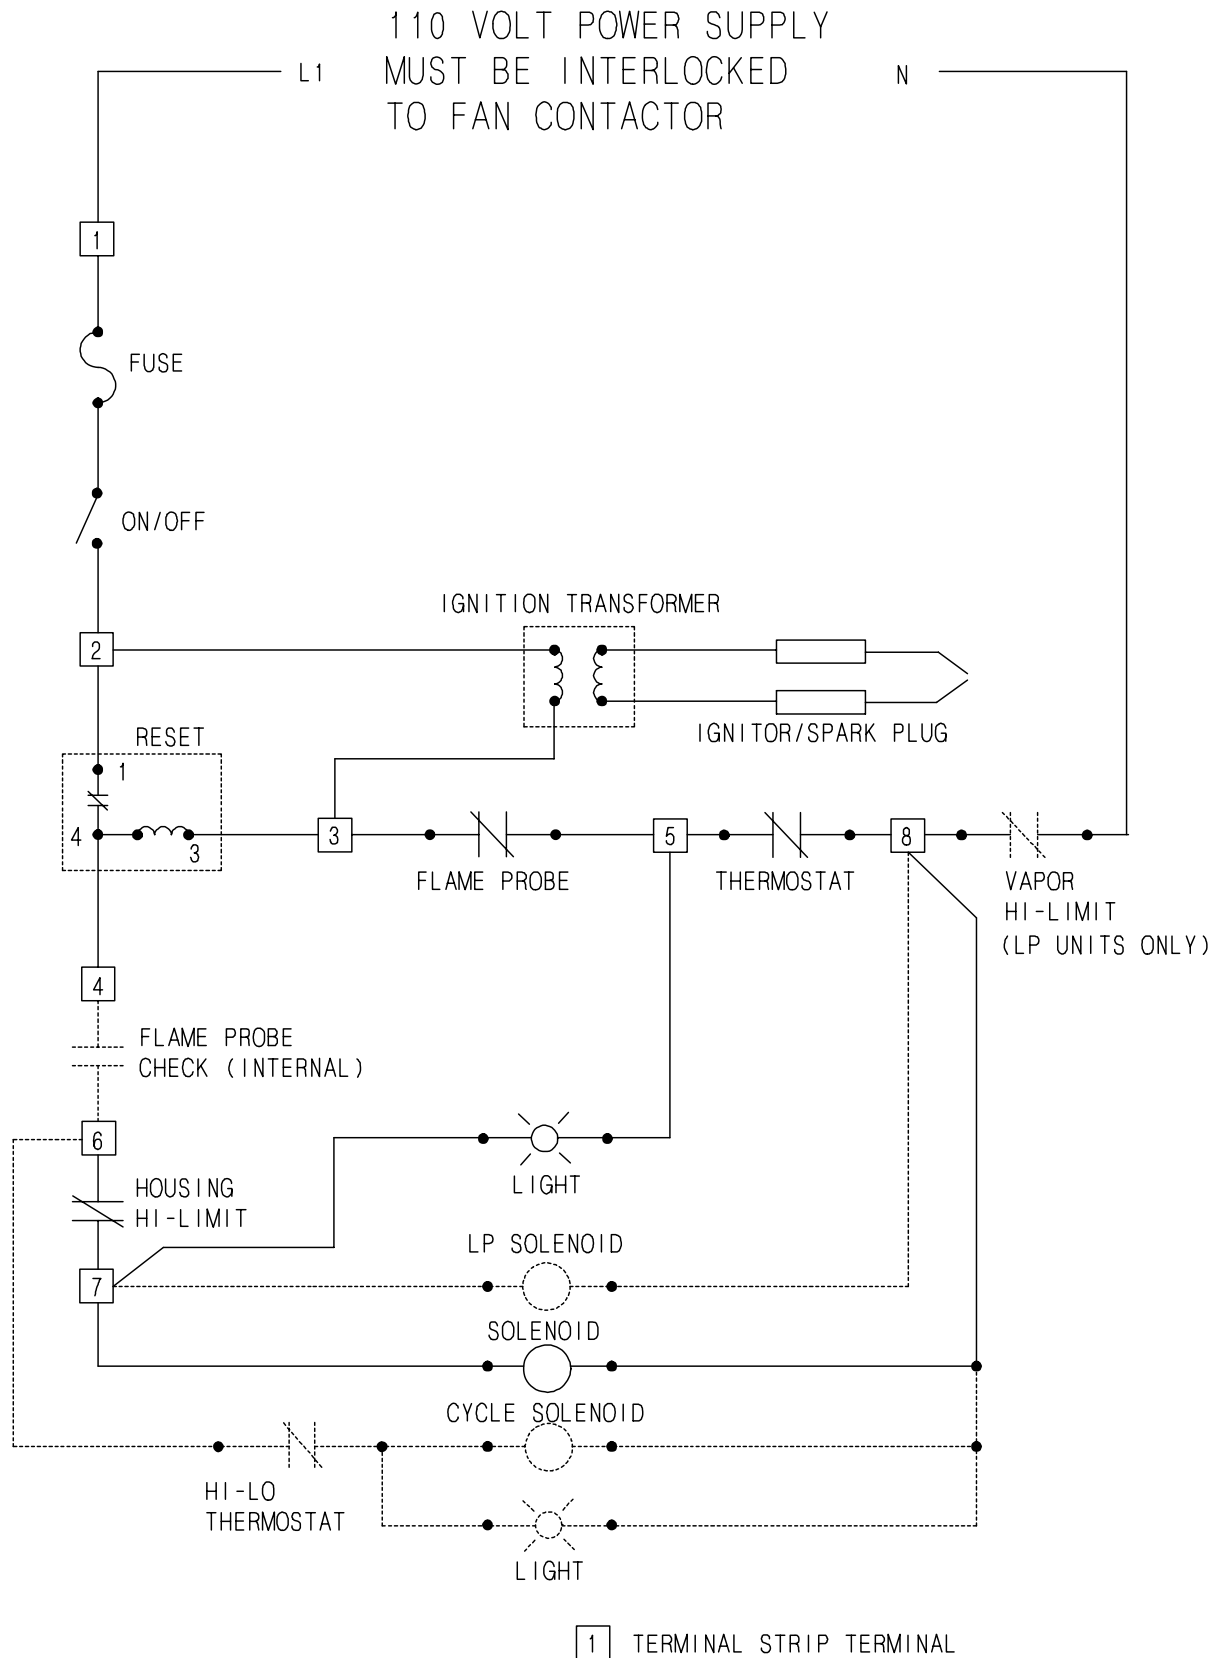 110 VOLT POWER SUPPLY
L1 MUST BE INTERLOCKED N
TO FAN CONTACTOR
1
FUSE
ON/OFF
IGNITION TRANSFORMER
2
IGNITOR/SPARK PLUG
RESET
1
4
3
3
5
8
FLAME PROBE
THERMOSTAT
VAPOR
HI-LIMIT
(LP UNITS ONLY)
4
FLAME PROBE
CHECK (INTERNAL)
6
LIGHT
HOUSING
HI-LIMIT
LP SOLENOID
7
SOLENOID
CYCLE SOLENOID
HI-LO
THERMOSTAT
LIGHT
1 TERMINAL STRIP TERMINAL